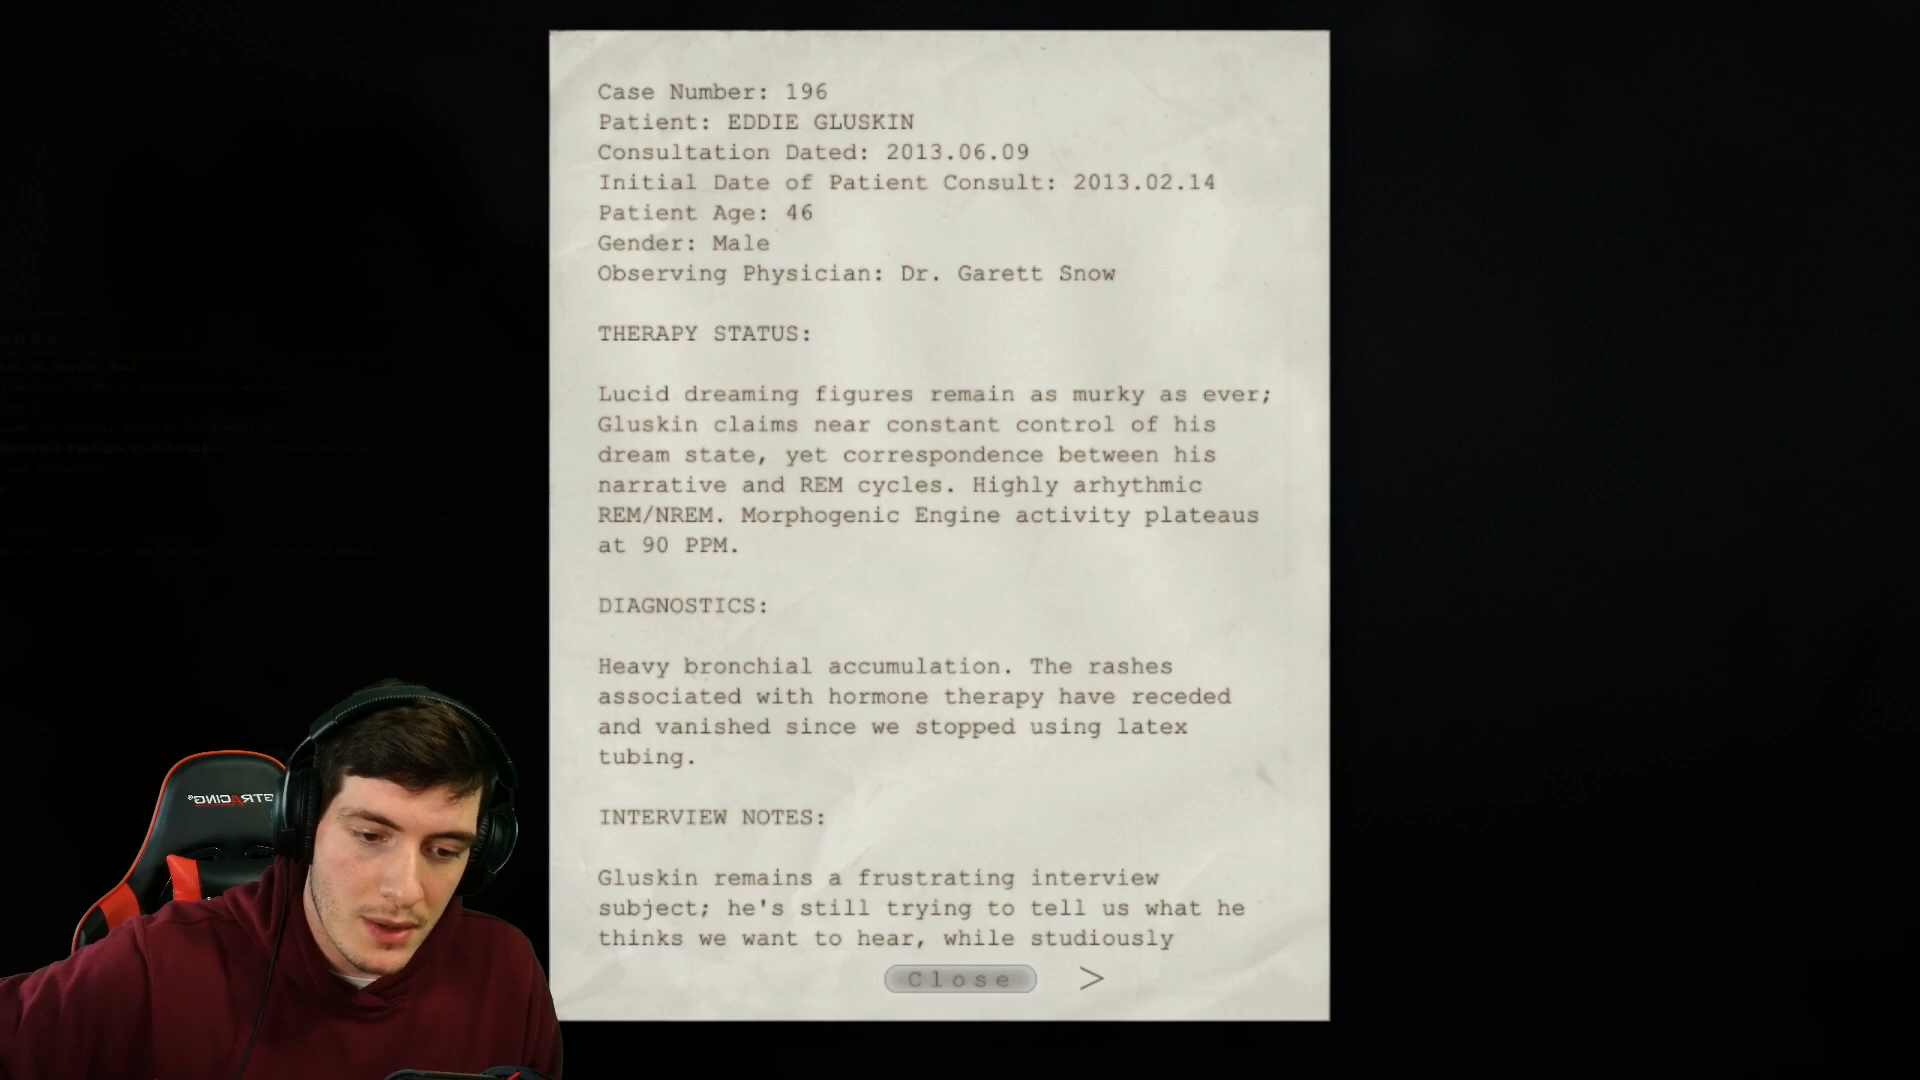 Case Number: 196
Patient: EDDIE GLUSKIN
Consultation Dated: 2013.06.09
Initial Date of Patient Consult: 2013.02.14
Patient Age: 46
Gender: Male
Observing Physician: Dr. Garett Snow
THERAPY STATUS:
Lucid dreaming figures remain as murky as ever;
Gluskin claims near constant control of his
dream state, yet correspondence between his
narrative and REM cycles. Highly arhythmic
REM/NREM. Morphogenic Engine activity plateaus
at 90 PPM.
DIAGNOSTICS:
Heavy bronchial accumulation. The rashes
associated with hormone therapy have receded
and vanished since we stopped using latex
tubing.
INTERVIEW NOTES:
Gluskin remains a frustrating interview
subject; he's still trying to tell us what he
thinks we want to hear, while studiously
Close >
GTRACING®